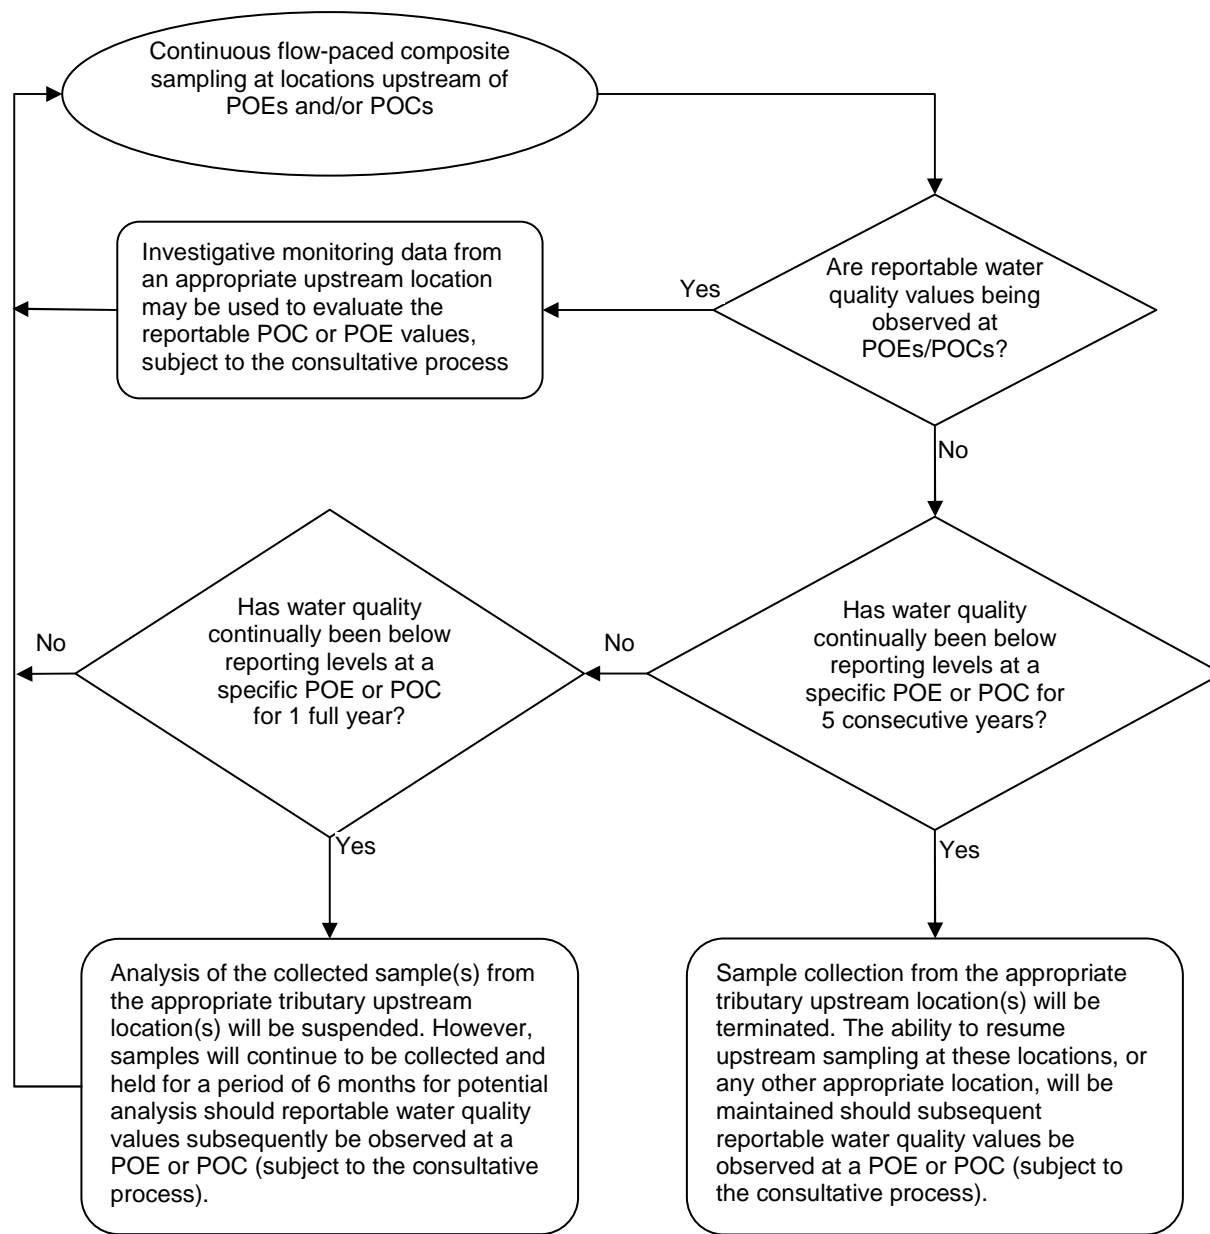 Continuous flow-paced composite
sampling at locations upstream of
POEs and/or POCs
Investigative monitoring data from
an appropriate upstream location
may be used to evaluate the
reportable POC or POE values,
subject to the consultative process
Yes
Are reportable water
quality values being
observed at
POEs/POCs?
No
No
Has water quality
continually been below
reporting levels at a
specific POE or POC
for 1 full year?
No
Has water quality
continually been below
reporting levels at a
specific POE or POC for
5 consecutive years?
Yes
Yes
Analysis of the collected sample(s) from
the appropriate tributary upstream
location(s) will be suspended. However,
samples will continue to be collected and
held for a period of 6 months for potential
analysis should reportable water quality
values subsequently be observed at a
POE or POC (subject to the consultative
process).
Sample collection from the appropriate
tributary upstream location(s) will be
terminated. The ability to resume
upstream sampling at these locations, or
any other appropriate location, will be
maintained should subsequent
reportable water quality values be
observed at a POE or POC (subject to
the consultative process).